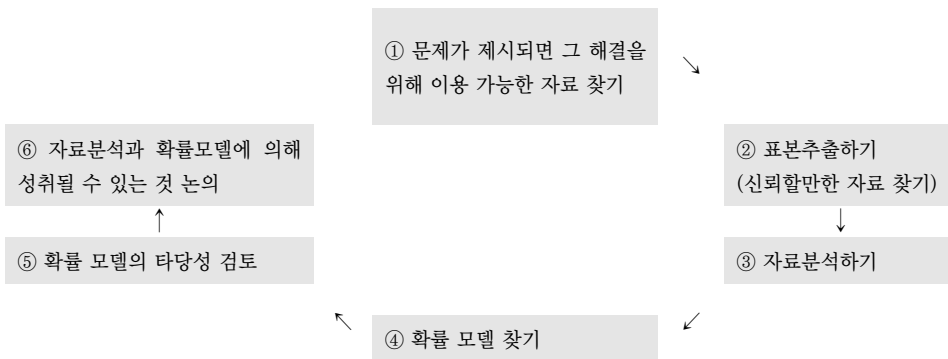 ① 문제가 제시되면 그 해결을
위해 이용 가능한 자료 찾기
② 표본추출하기
(신뢰할만한 자료 찾기)
③ 자료분석하기
④ 확률 모델 찾기
⑤ 확률 모델의 타당성 검토
⑥ 자료분석과 확률모델에 의해
성취될 수 있는 것 논의